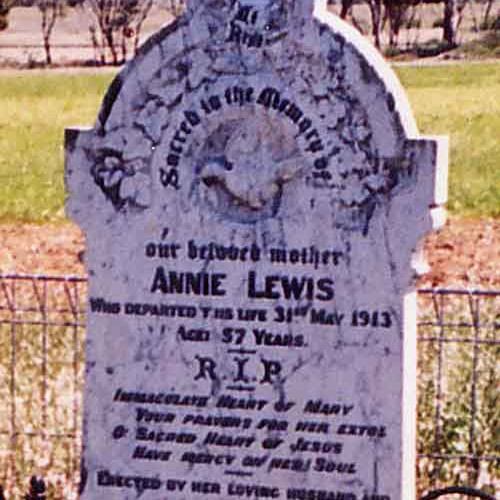 Sacred to the Memory of
our beloved mother
ANNIE LEWIS
WHO DEPARTED THIS LIFE 31ST MAY 1913
AGED 57 YEARS.
R.I.P.
IMMACULATE HEART OF MARY
YOUR PRAYERS FOR HER EXTOL
O SACRED HEART OF JESUS
HAVE MERCY ON HER SOUL
ERECTED BY HER LOVING HUSBAND AND